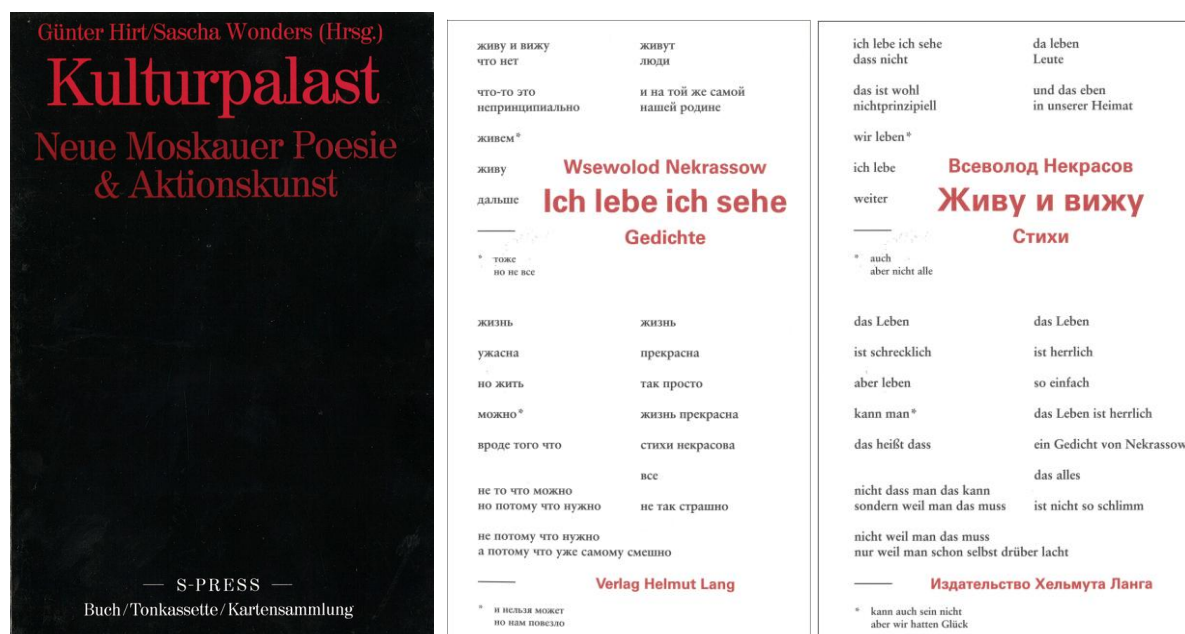 Günter Hirt/Sascha Wonders (Hrsg.)
Kulturpalast
Neue Moskauer Poesie
& Aktionskunst
— S-PRESS —
Buch/Tonkassette/Kartensammlung
живу и вижу
что нет
что-то это
непринципиально
живем*
живу
дальше
* тоже
но не все
живут
люди
и на той же самой
нашей родине
Wsewolod Nekrassow
Ich lebe ich sehe
Gedichte
жизнь
ужасна
но жить
можно*
вроде того что
не то что можно
но потому что нужно
не потому что нужно
а потому что уже самому смешно
* и нельзя может
но нам повезло
жизнь
прекрасна
так просто
жизнь прекрасна
стихи некрасова
все
не так страшно
Verlag Helmut Lang
ich lebe ich sehe
dass nicht
das ist wohl
nichtprinzipiell
wir leben*
ich lebe
weiter
* auch
aber nicht alle
da leben
Leute
und das eben
in unserer Heimat
Всеволод Некрасов
Живу и вижу
Стихи
das Leben
ist schrecklich
aber leben
kann man*
das heißt dass
nicht dass man das kann
sondern weil man das muss
nicht weil man das muss
nur weil man schon selbst drüber lacht
* kann auch sein nicht
aber wir hatten Glück
das Leben
ist herrlich
so einfach
das Leben ist herrlich
ein Gedicht von Nekrassow
das alles
ist nicht so schlimm
Издательство Хельмута Ланга